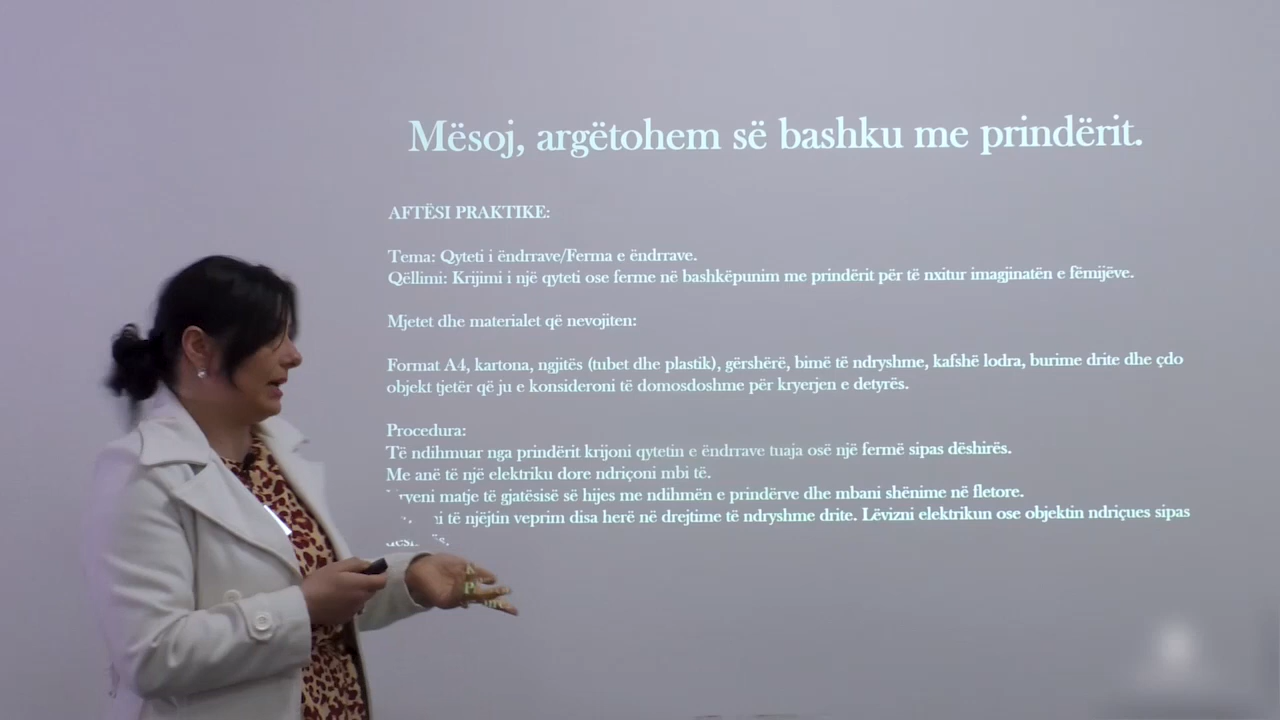 Mësoj, argëtohem së bashku me prindërit.
AFTËSI PRAKTIKE:
Tema: Qyteti i ëndrrave/Ferma e ëndrrave.
Qëllimi: Krijimi i një qyteti ose ferme në bashkëpunim me prindërit për të nxitur imagjinatën e fëmijëve.
Mjetet dhe materialet që nevojiten:
Format A4, kartona, ngjitës (tubet dhe plastik), gërshërë, bimë të ndryshme, kafshë lodra, burime drite dhe çdo
objekt tjetër që ju e konsideroni të domosdoshme për kryerjen e detyrës.
Procedura:
Të ndihmuar nga prindërit krijoni qytetin e ëndrrave tuaja osë një fermë sipas dëshirës.
Me anë të një elektriku dore ndriçoni mbi të.
matje të gjatësisë së hijes me ndihmën e prindërve dhe mbani shënime në fletore.
të njëjtin veprim disa herë në drejtime të ndryshme drite. Lëvizni elektrikun ose objektin ndriçues sipas